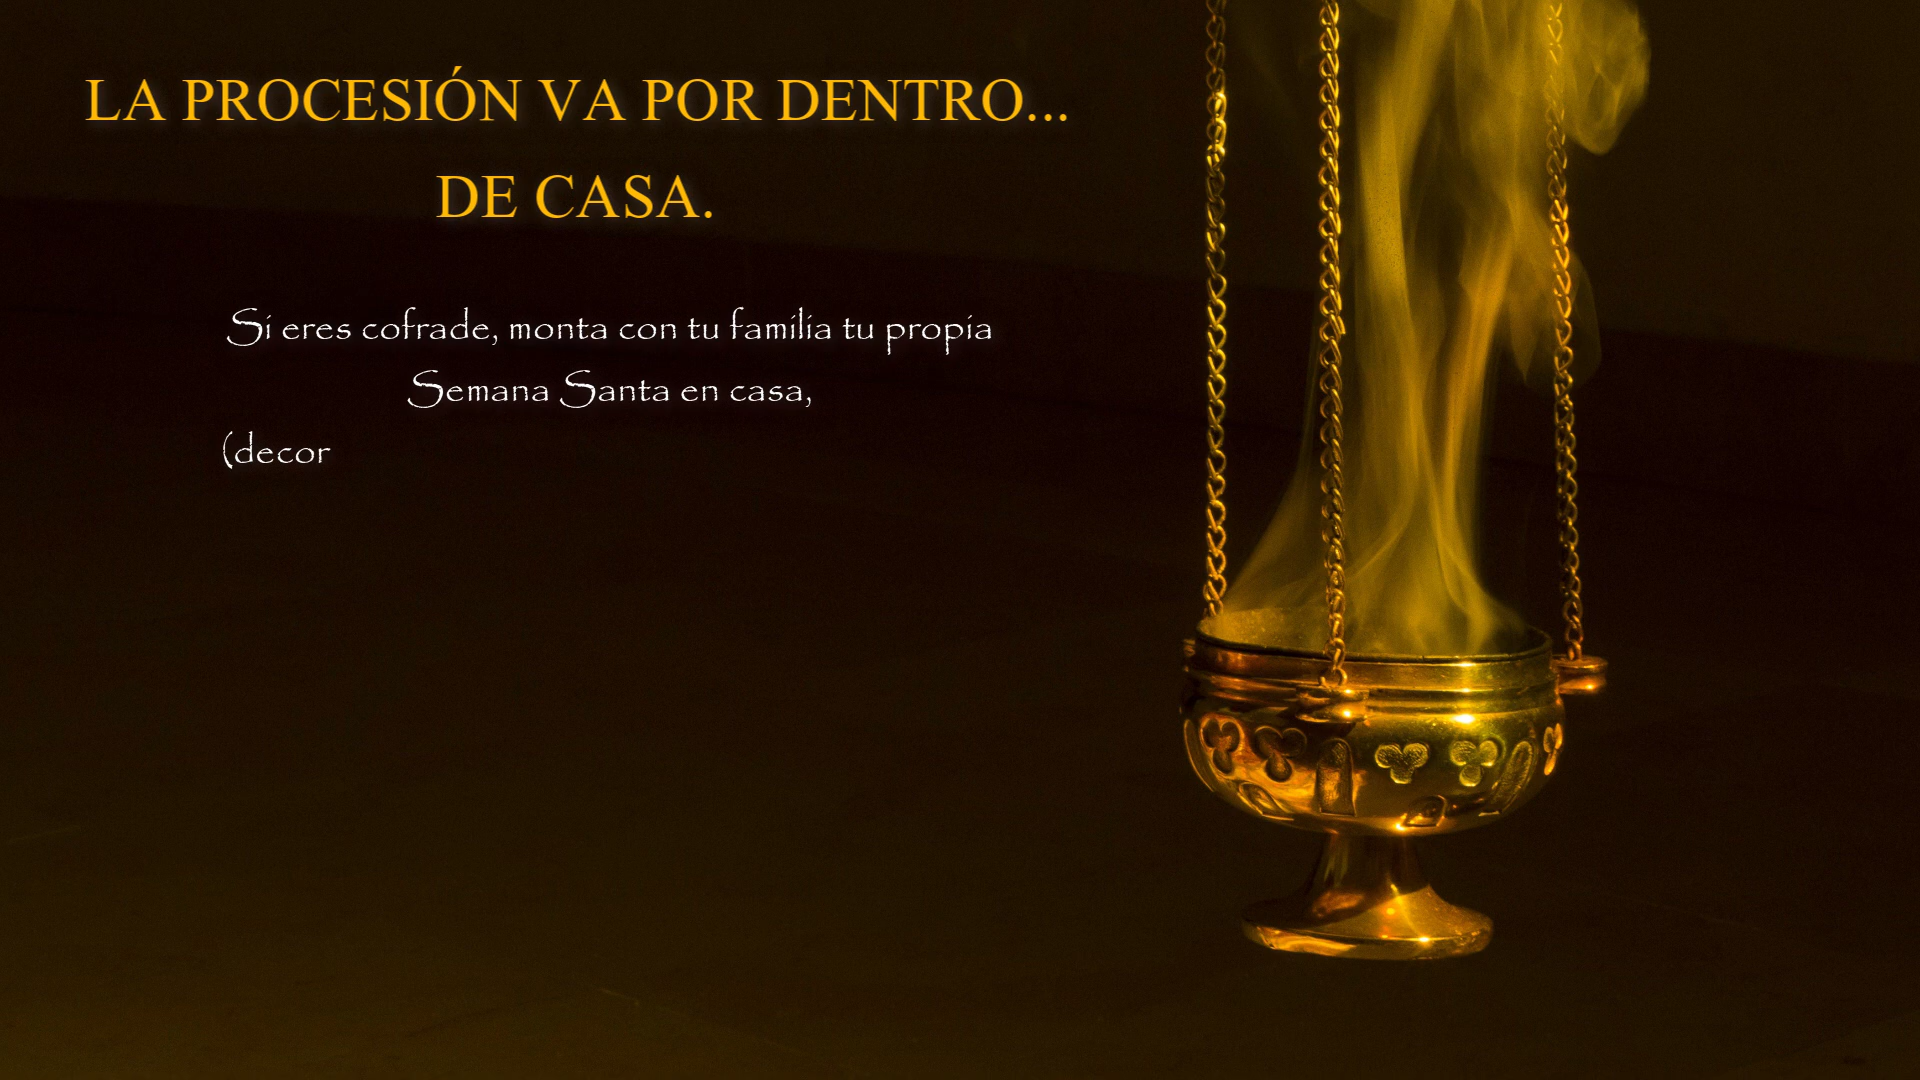 LA PROCESIÓN VA POR DENTRO...
DE CASA.
Si eres cofrade, monta con tu familia tu propia
Semana Santa en casa,
(decor